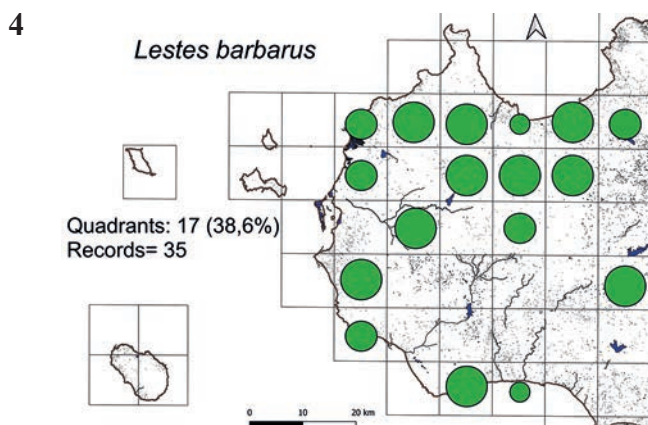 4
Lestes barbarus
Quadrants: 17 (38,6%)
Records= 35
0 10 20 km